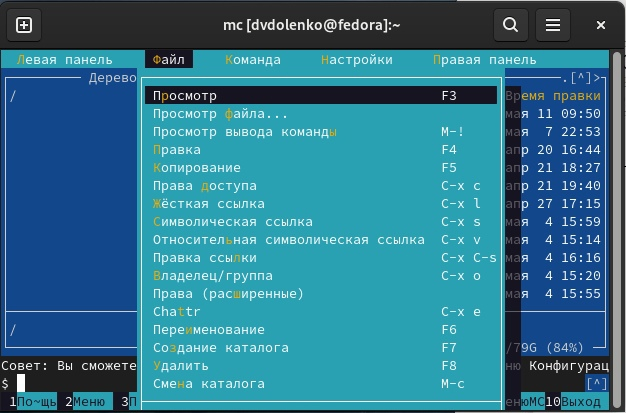 mc [dvdolenko@fedora]:~
Левая панель Файл Команда Настройки Правая панель
Дерево .[^]>
/ Время правки
Просмотр F3
Просмотр файла... мая 11 09:50
Просмотр вывода команды M-! мая 7 22:53
Правка F4 апр 20 16:44
Копирование F5 апр 21 18:27
Права доступа C-x c апр 21 19:40
Жёсткая ссылка C-x l апр 27 17:15
Символическая ссылка C-x s мая 4 15:59
Относительная символическая ссылка C-x v мая 4 15:14
Правка ссылки C-x C-s мая 4 16:16
Владелец/группа C-x o мая 4 15:20
Права (расширенные) мая 4 15:55
Chattr C-x e
/ Переименование F6
Создание каталога F7 /79G (84%)
Совет: Вы сможете Удалить F8 ню Конфигурац
$ Смена каталога M-c [^]
1По~щь 2Меню 3П енюMC10Выход